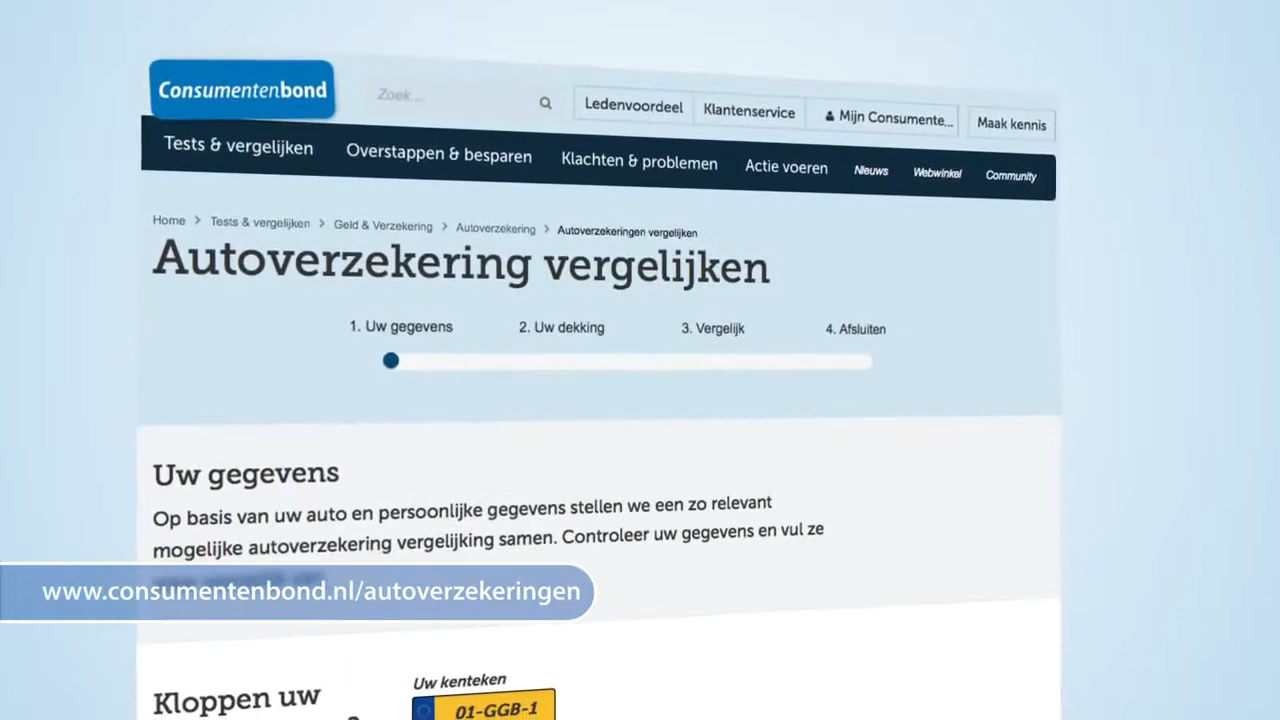 Consumentenbond
Zoek...
Ledenvoordeel
Klantenservice
Mijn Consumente...
Maak kennis
Tests & vergelijken
Overstappen & besparen
Klachten & problemen
Actie voeren
Nieuws
Webwinkel
Community
Home > Tests & vergelijken > Geld & Verzekering > Autoverzekering > Autoverzekeringen vergelijken
Autoverzekering vergelijken
1. Uw gegevens
2. Uw dekking
3. Vergelijk
4. Afsluiten
Uw gegevens
Op basis van uw auto en persoonlijke gegevens stellen we een zo relevant
mogelijke autoverzekering vergelijking samen. Controleer uw gegevens en vul ze
www.consumentenbond.nl/autoverzekeringen
Kloppen uw
Uw kenteken
01-GGB-1